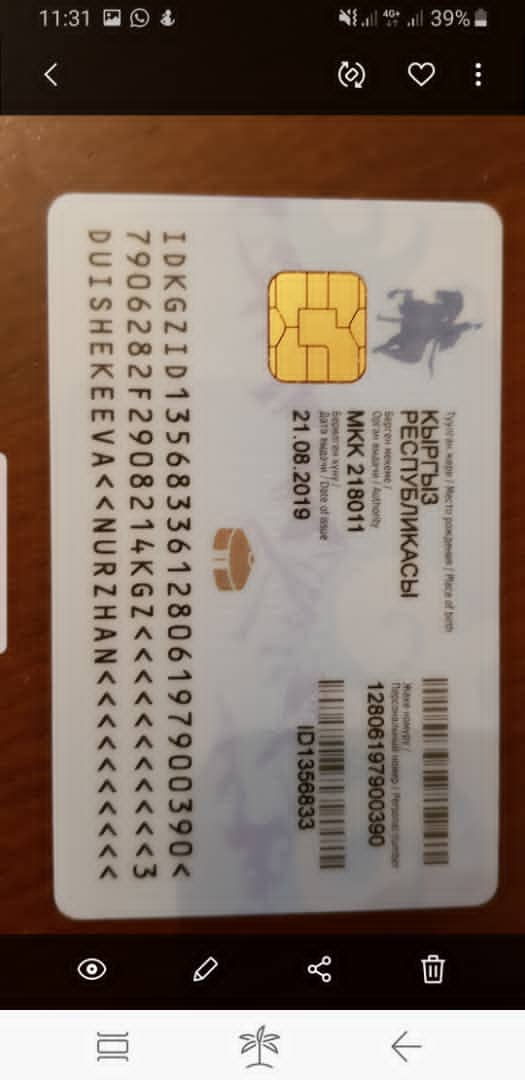 11:31
4G+
39%
Туулган жери / Место рождения / Place of birth
КЫРГЫЗ
РЕСПУБЛИКАСЫ
Берген мекеме /
Орган выдачи / Authority
МКК 218011
Берилген күнү /
Дата выдачи / Date of issue
21.08.2019
Жеке номуру /
Персональный номер / Personal number
12806197900390
ID1356833
IDKGZID1356833612806197900390<
7906282F2908214KGZ<<<<<<<<<<<3
DUISHEKEEVA<<NURZHAN<<<<<<<<<<